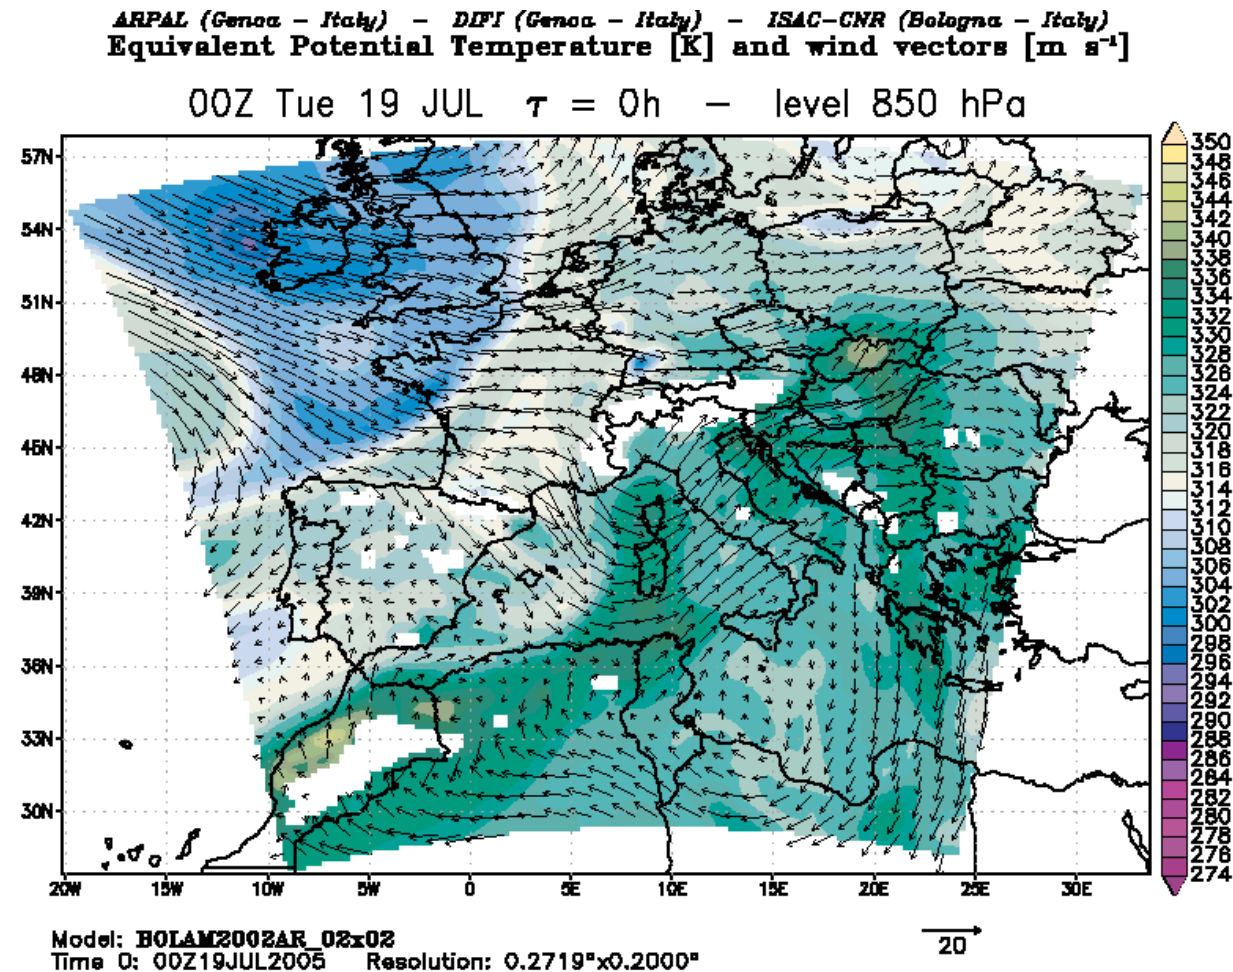 ARPAL (Genoa – Italy) – DIFI (Genoa – Italy) – ISAC-CNR (Bologna – Italy)
Equivalent Potential Temperature [K] and wind vectors [m s⁻¹]
00Z Tue 19 JUL τ = 0h – level 850 hPa
57N
54N
51N
48N
45N
42N
39N
36N
33N
30N
20W 15W 10W 5W 0 5E 10E 15E 20E 25E 30E
350
348
346
344
342
340
338
336
334
332
330
328
326
324
322
320
318
316
314
312
310
308
306
304
302
300
298
296
294
292
290
288
286
284
282
280
278
276
274
20
Model: BOLAM2002AR_02x02
Time 0: 00Z19JUL2005 Resolution: 0.2719°x0.2000°